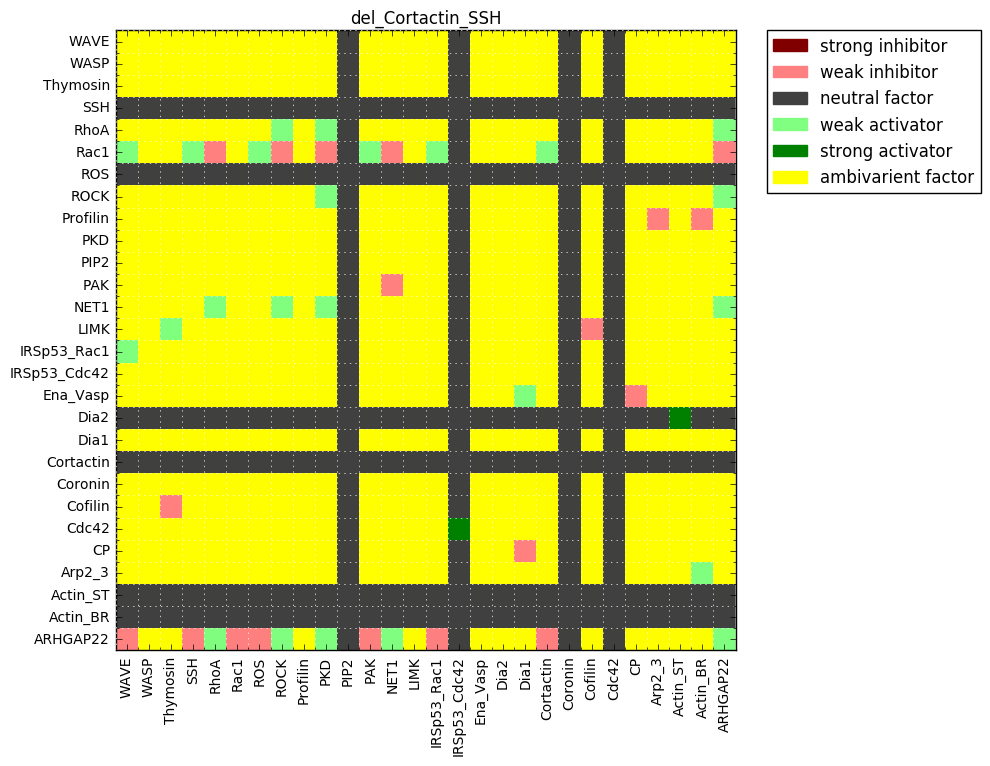 del_Cortactin_SSH
WAVE
WASP
Thymosin
SSH
RhoA
Rac1
ROS
ROCK
Profilin
PKD
PIP2
PAK
NET1
LIMK
IRSp53_Rac1
IRSp53_Cdc42
Ena_Vasp
Dia2
Dia1
Cortactin
Coronin
Cofilin
Cdc42
CP
Arp2_3
Actin_ST
Actin_BR
ARHGAP22
WAVE
WASP
Thymosin
SSH
RhoA
Rac1
ROS
ROCK
Profilin
PKD
PIP2
PAK
NET1
LIMK
IRSp53_Rac1
IRSp53_Cdc42
Ena_Vasp
Dia2
Dia1
Cortactin
Coronin
Cofilin
Cdc42
CP
Arp2_3
Actin_ST
Actin_BR
ARHGAP22
strong inhibitor
weak inhibitor
neutral factor
weak activator
strong activator
ambivarient factor